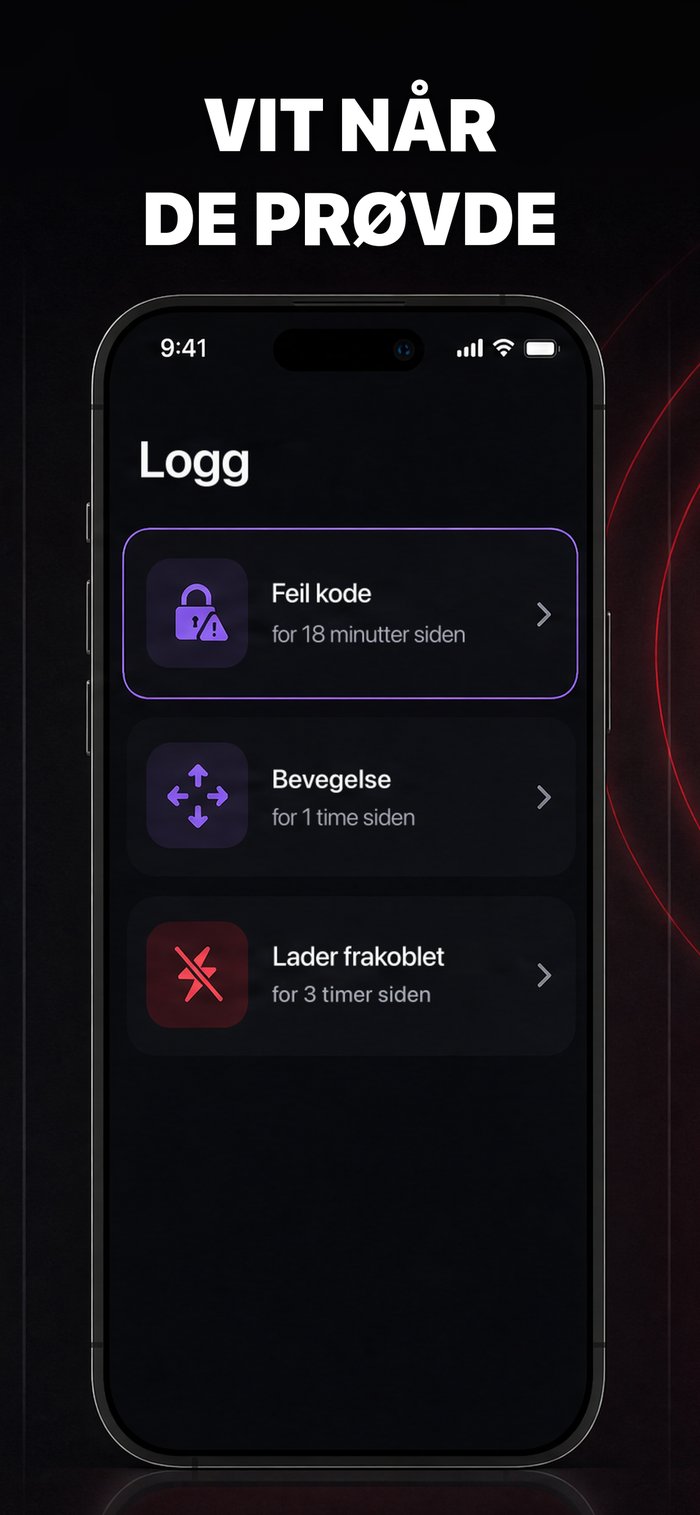 VIT NÅR
DE PRØVDE
9:41
Logg
Feil kode
for 18 minutter siden
Bevegelse
for 1 time siden
Lader frakoblet
for 3 timer siden